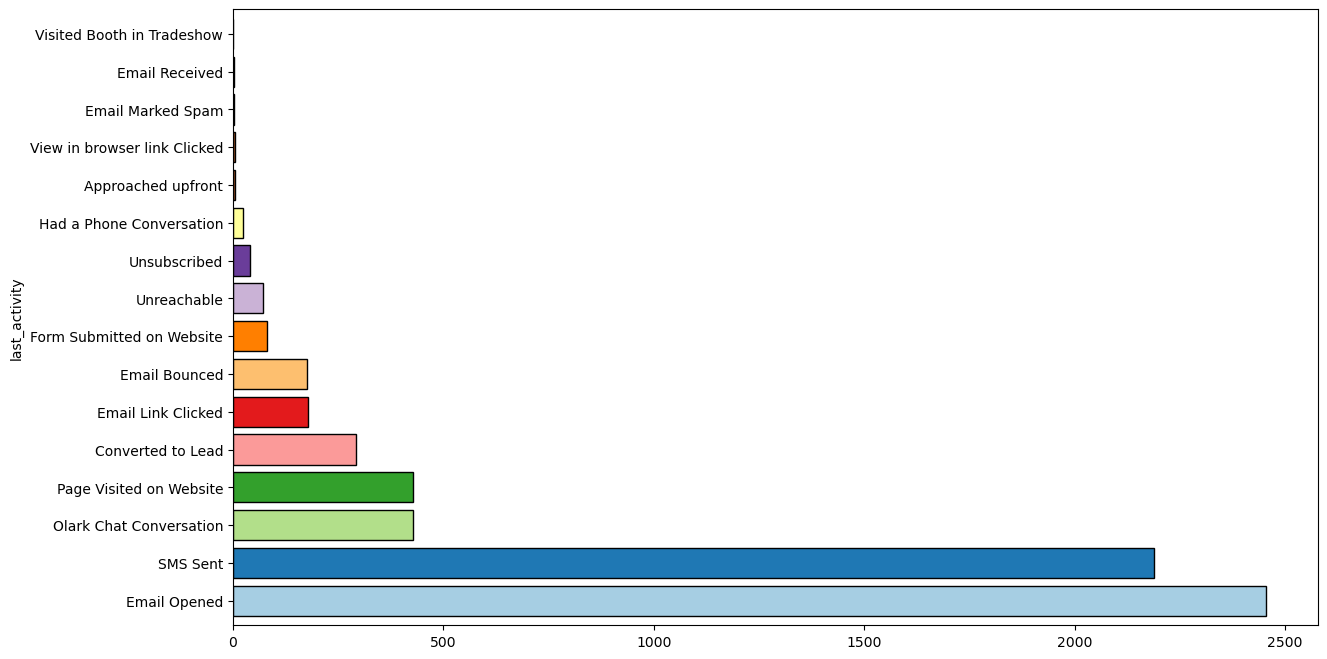 Visited Booth in Tradeshow
Email Received
Email Marked Spam
View in browser link Clicked
Approached upfront
Had a Phone Conversation
Unsubscribed
Unreachable
Form Submitted on Website
Email Bounced
Email Link Clicked
Converted to Lead
Page Visited on Website
Olark Chat Conversation
SMS Sent
Email Opened
last_activity
0 500 1000 1500 2000 2500